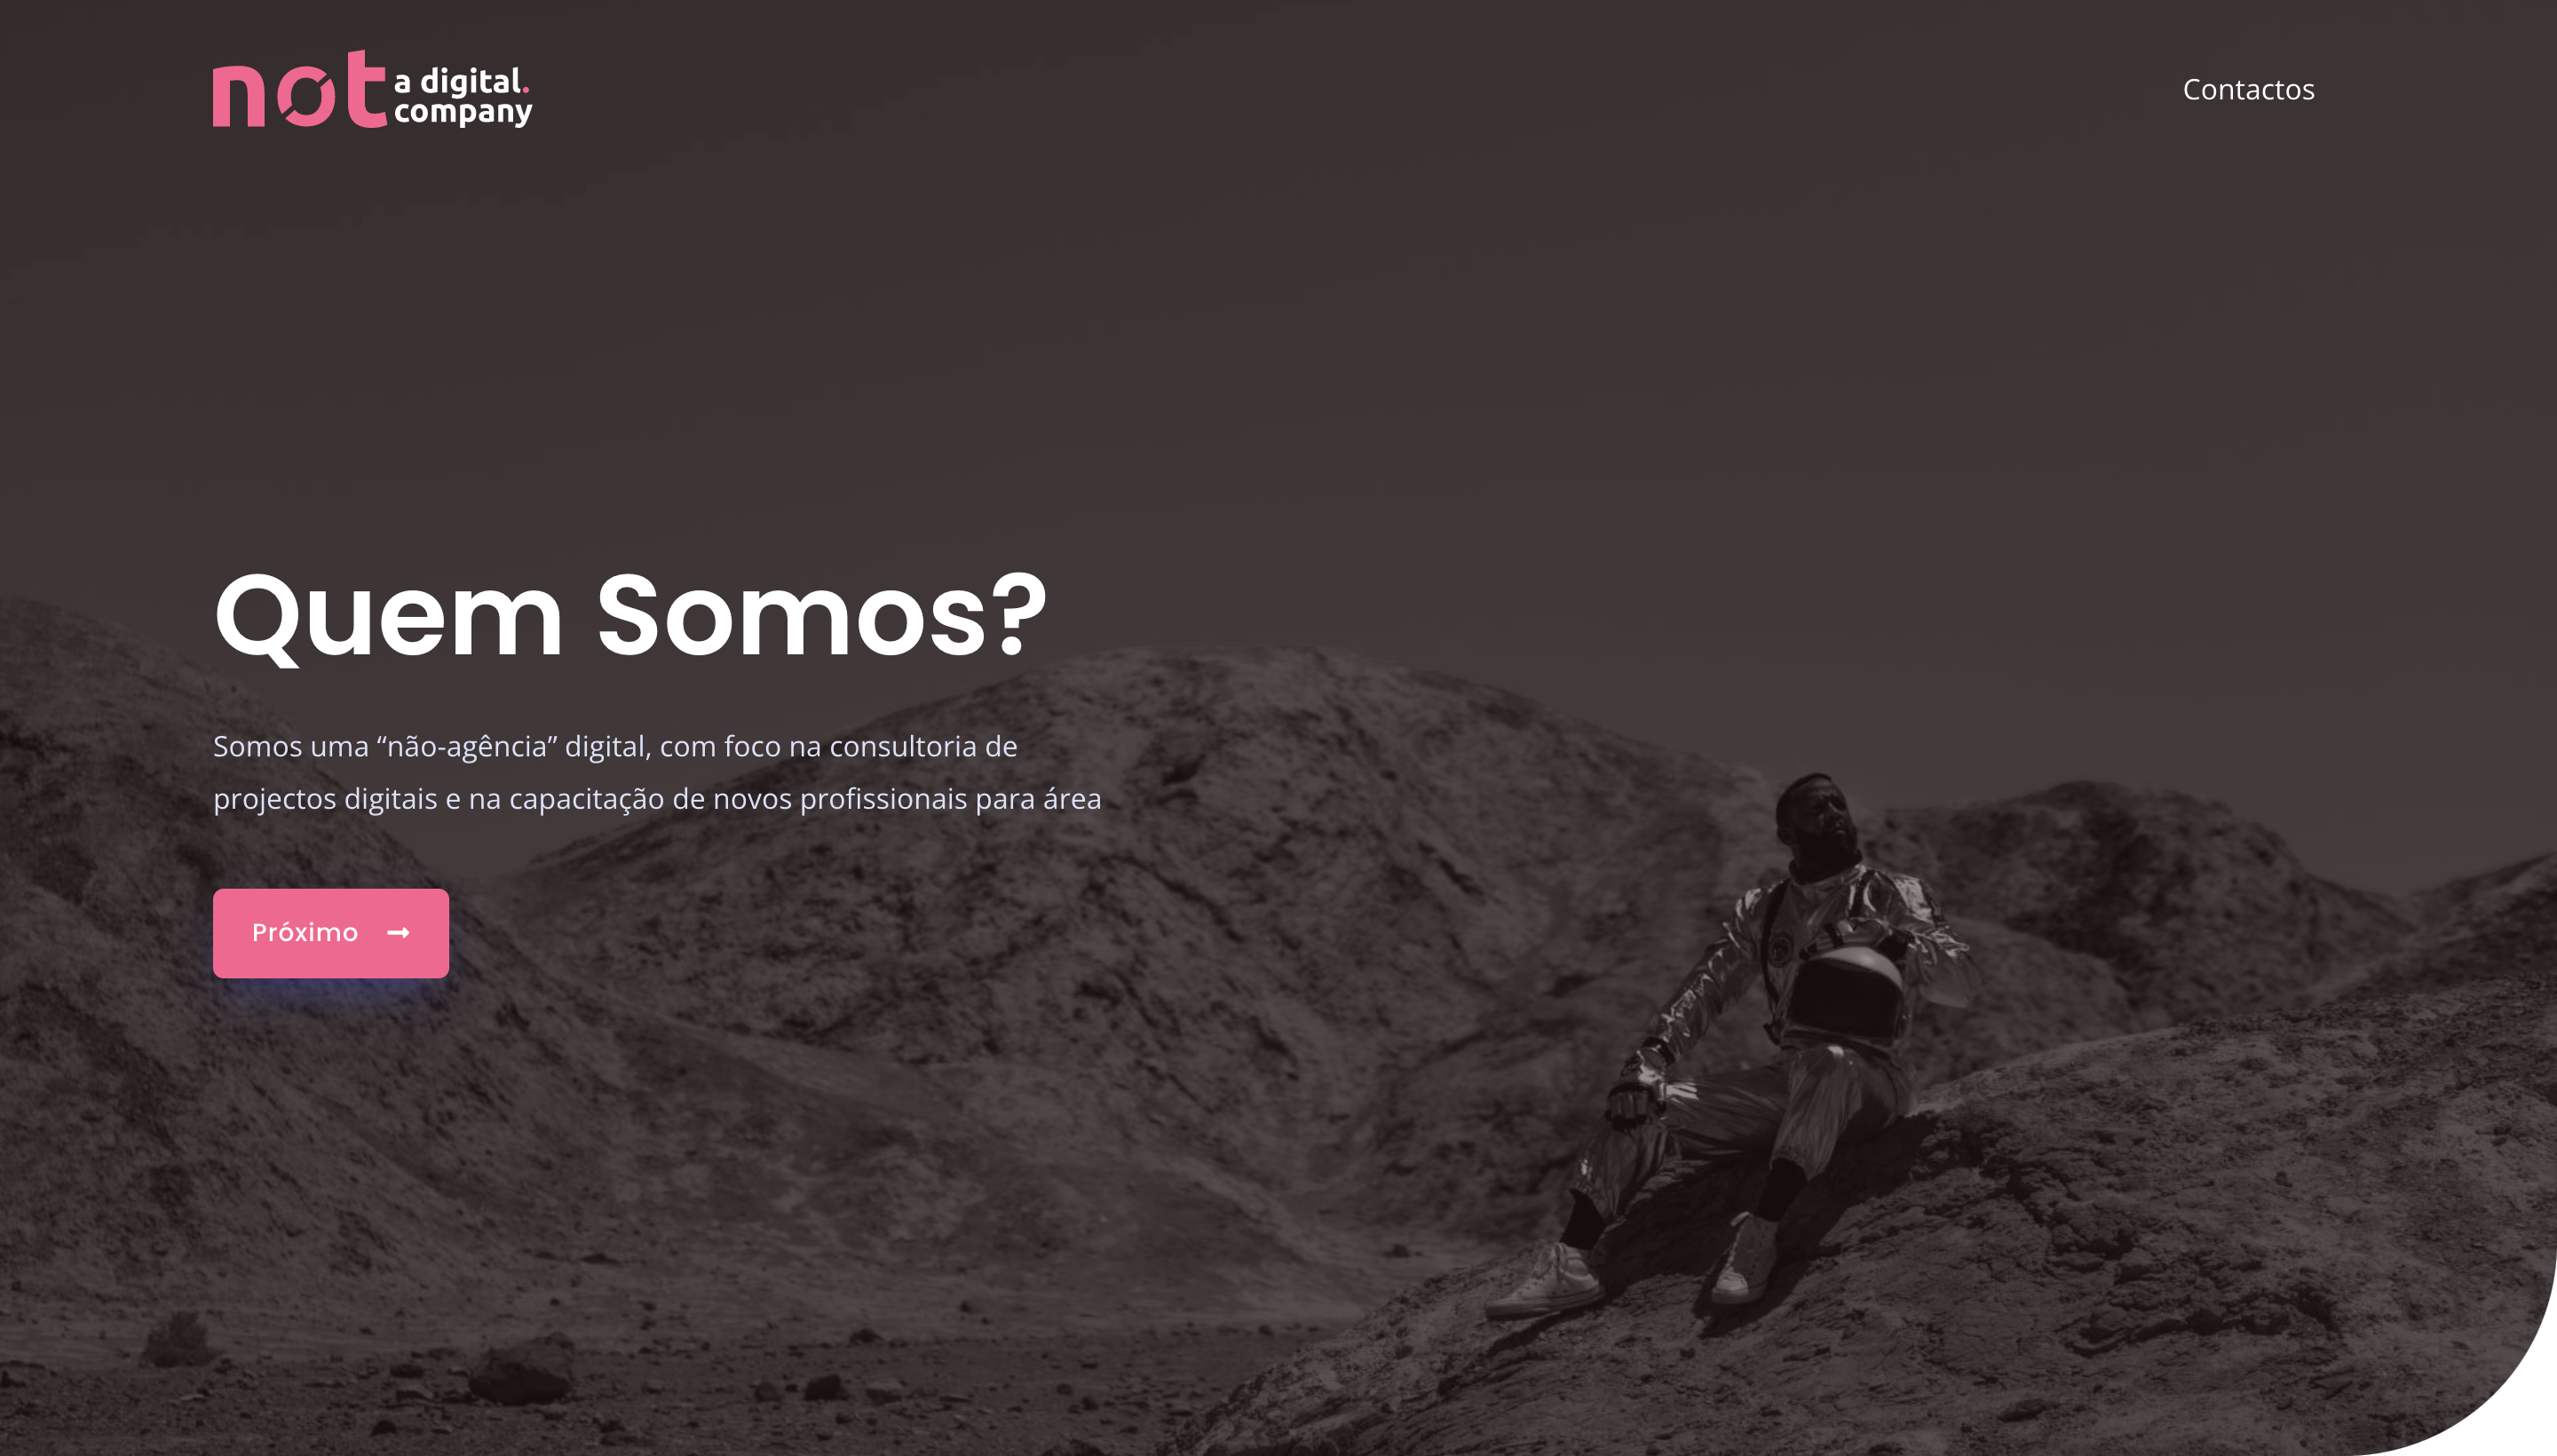 not a digital.
company
Contactos
Quem Somos?
Somos uma “não-agência” digital, com foco na consultoria de
projectos digitais e na capacitação de novos profissionais para área
Próximo